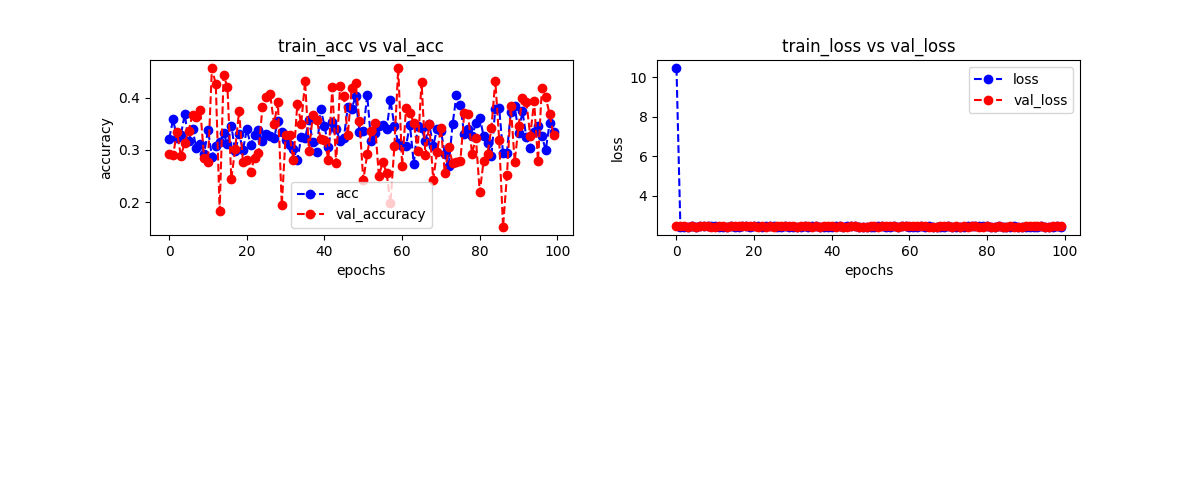 train_acc vs val_acc
accuracy
0.4
0.3
0.2
acc
val_accuracy
0 20 40 60 80 100
epochs
train_loss vs val_loss
loss
10
8
6
4
loss
val_loss
0 20 40 60 80 100
epochs